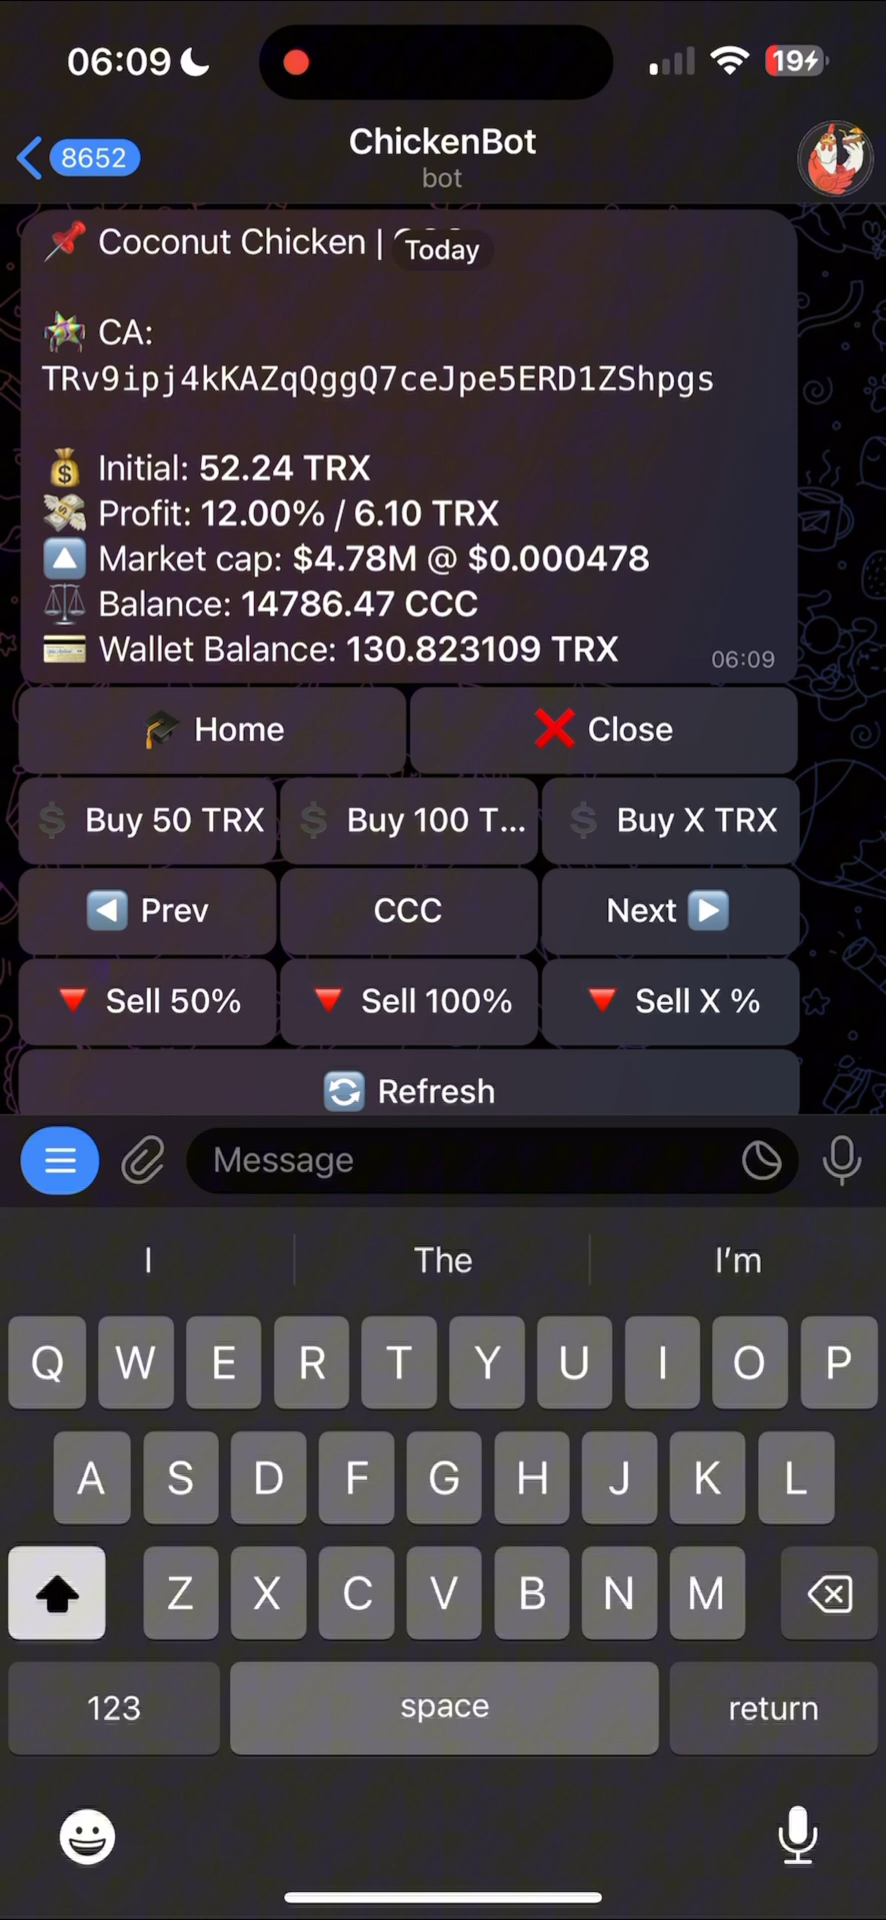 06:09
19
8652
ChickenBot
bot
Coconut Chicken |
Today
CA:
TRv9ipj4kKAZqQggQ7ceJpe5ERD1ZShpgs
Initial: 52.24 TRX
Profit: 12.00% / 6.10 TRX
Market cap: $4.78M @ $0.000478
Balance: 14786.47 CCC
Wallet Balance: 130.823109 TRX
06:09
Home Close
Buy 50 TRX Buy 100 T... Buy X TRX
Prev CCC Next
Sell 50% Sell 100% Sell X %
Refresh
Message
I The I'm
Q W E R T Y U I O P
A S D F G H J K L
Z X C V B N M
123 space return